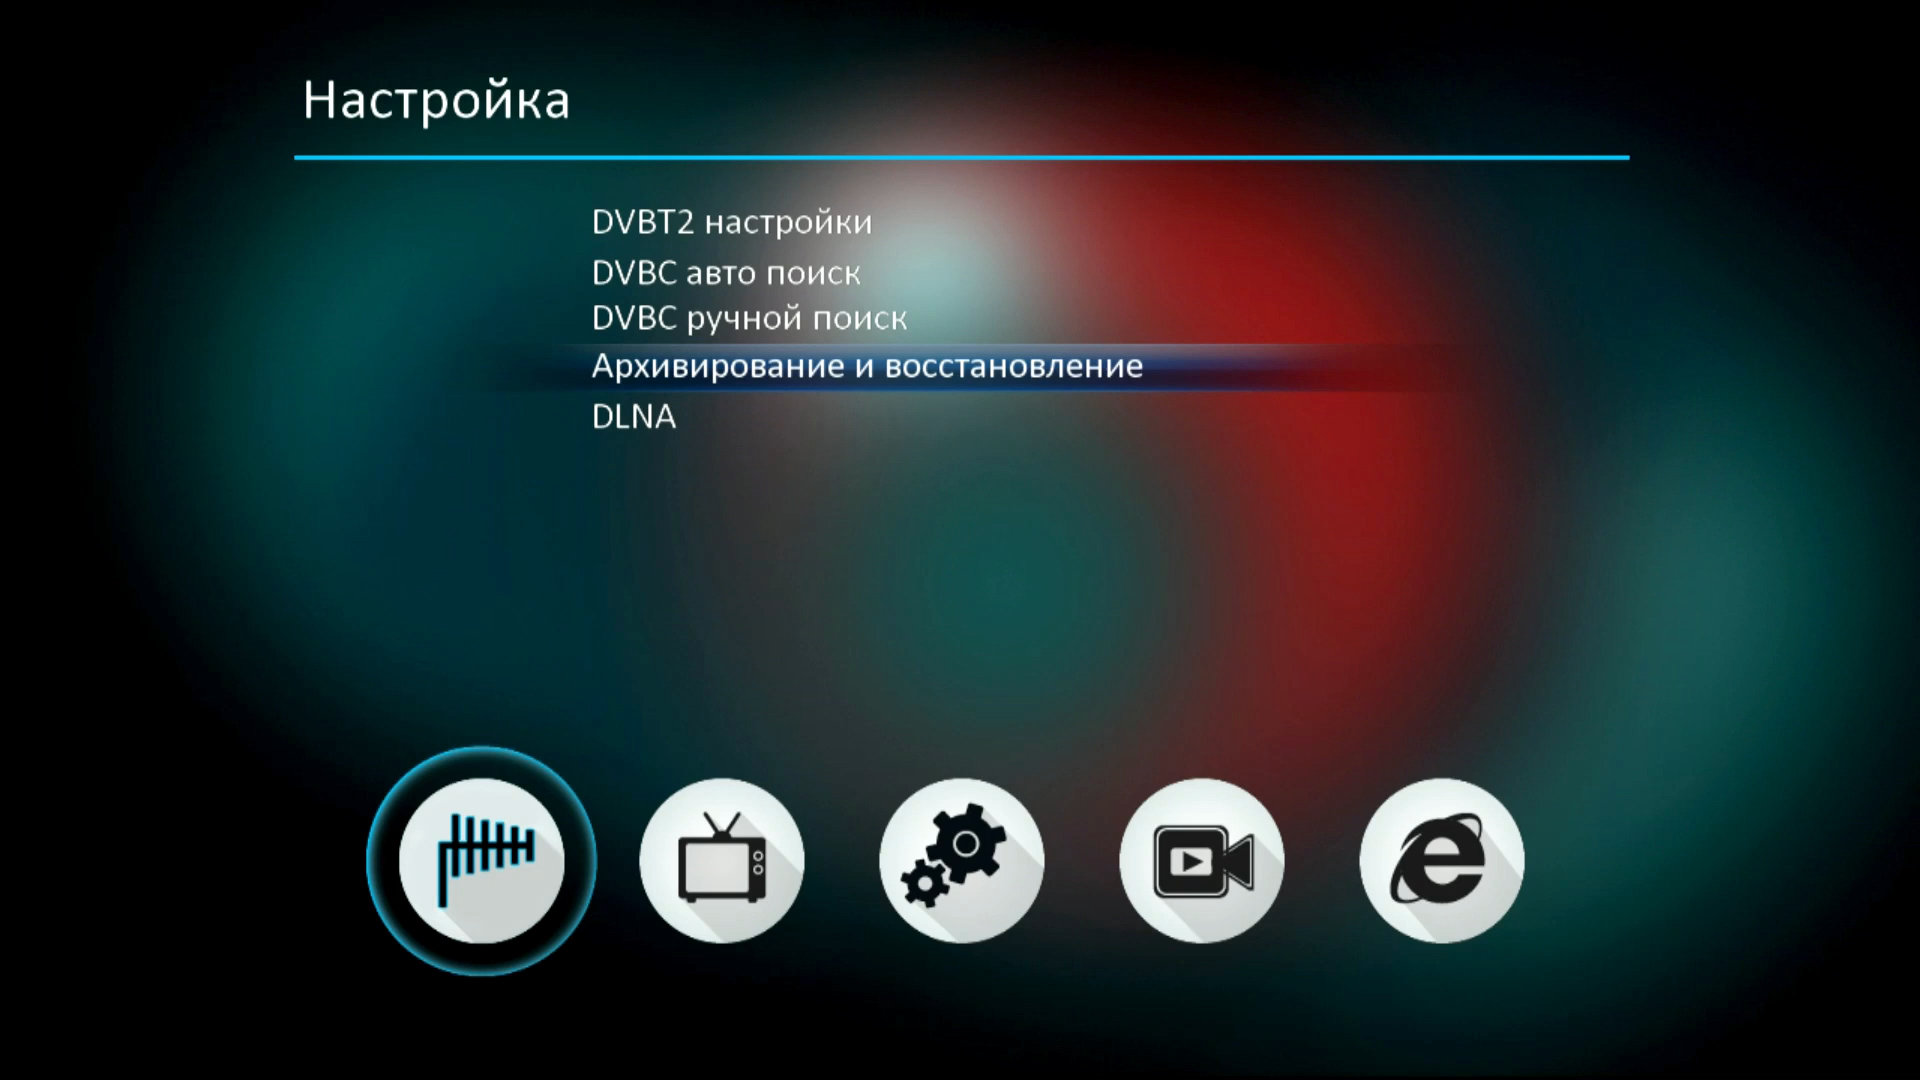 Настройка
DVBT2 настройки
DVBC авто поиск
DVBC ручной поиск
Архивирование и восстановление
DLNA